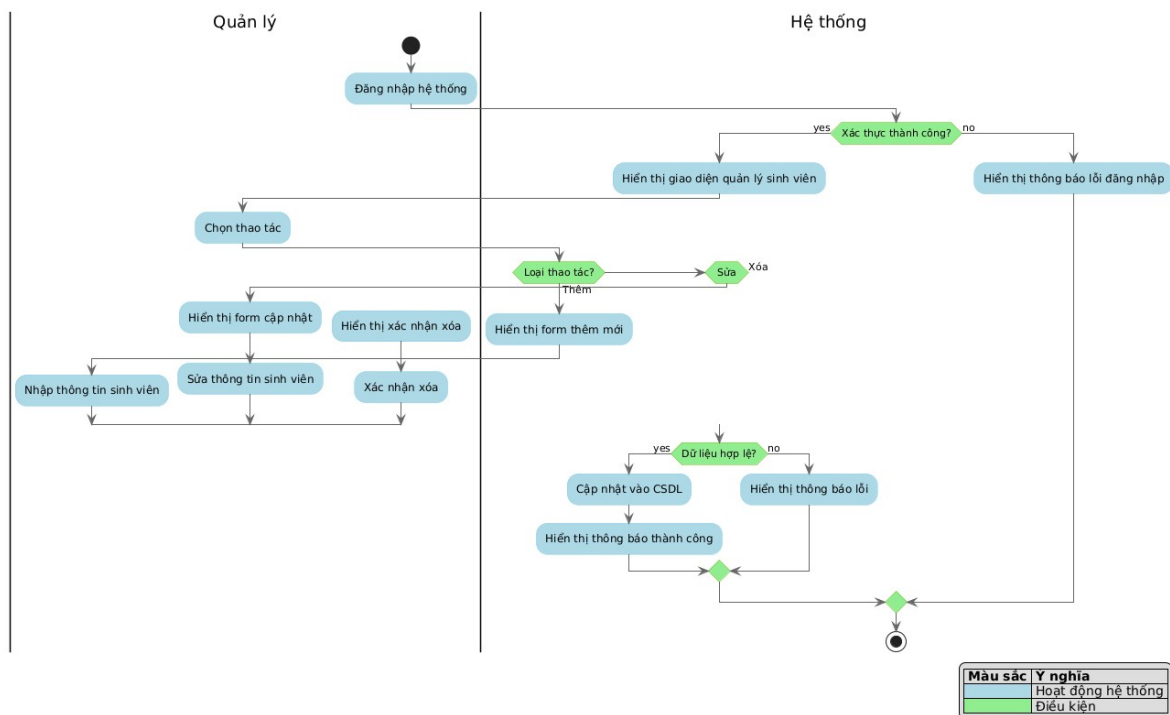 Quản lý
Hệ thống
Đăng nhập hệ thống
Xác thực thành công?
yes
no
Hiển thị giao diện quản lý sinh viên
Hiển thị thông báo lỗi đăng nhập
Chọn thao tác
Loại thao tác?
Sửa
Xóa
Thêm
Hiển thị form cập nhật
Hiển thị xác nhận xóa
Hiển thị form thêm mới
Nhập thông tin sinh viên
Sửa thông tin sinh viên
Xác nhận xóa
Dữ liệu hợp lệ?
yes
no
Cập nhật vào CSDL
Hiển thị thông báo lỗi
Hiển thị thông báo thành công
Màu sắc Ý nghĩa
Hoạt động hệ thống
Điều kiện